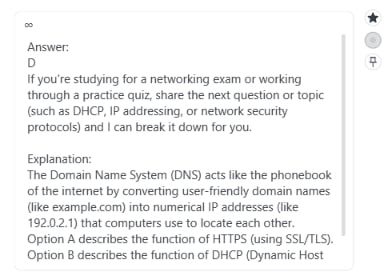 ∞
Answer:
D
If you're studying for a networking exam or working
through a practice quiz, share the next question or topic
(such as DHCP, IP addressing, or network security
protocols) and I can break it down for you.
Explanation:
The Domain Name System (DNS) acts like the phonebook
of the internet by converting user-friendly domain names
(like example.com) into numerical IP addresses (like
192.0.2.1) that computers use to locate each other.
Option A describes the function of HTTPS (using SSL/TLS).
Option B describes the function of DHCP (Dynamic Host